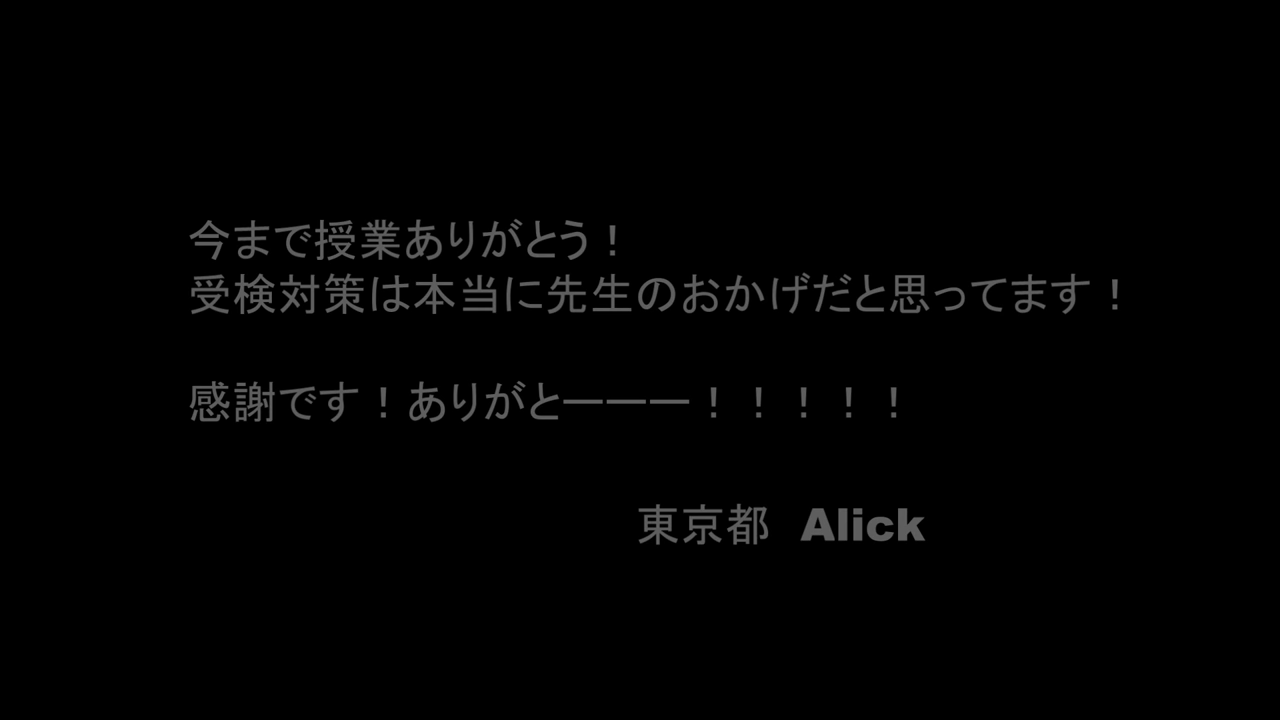 今まで授業ありがとう！
受検対策は本当に先生のおかげだと思ってます！
感謝です！ありがと―――！！！！！
東京都　Alick